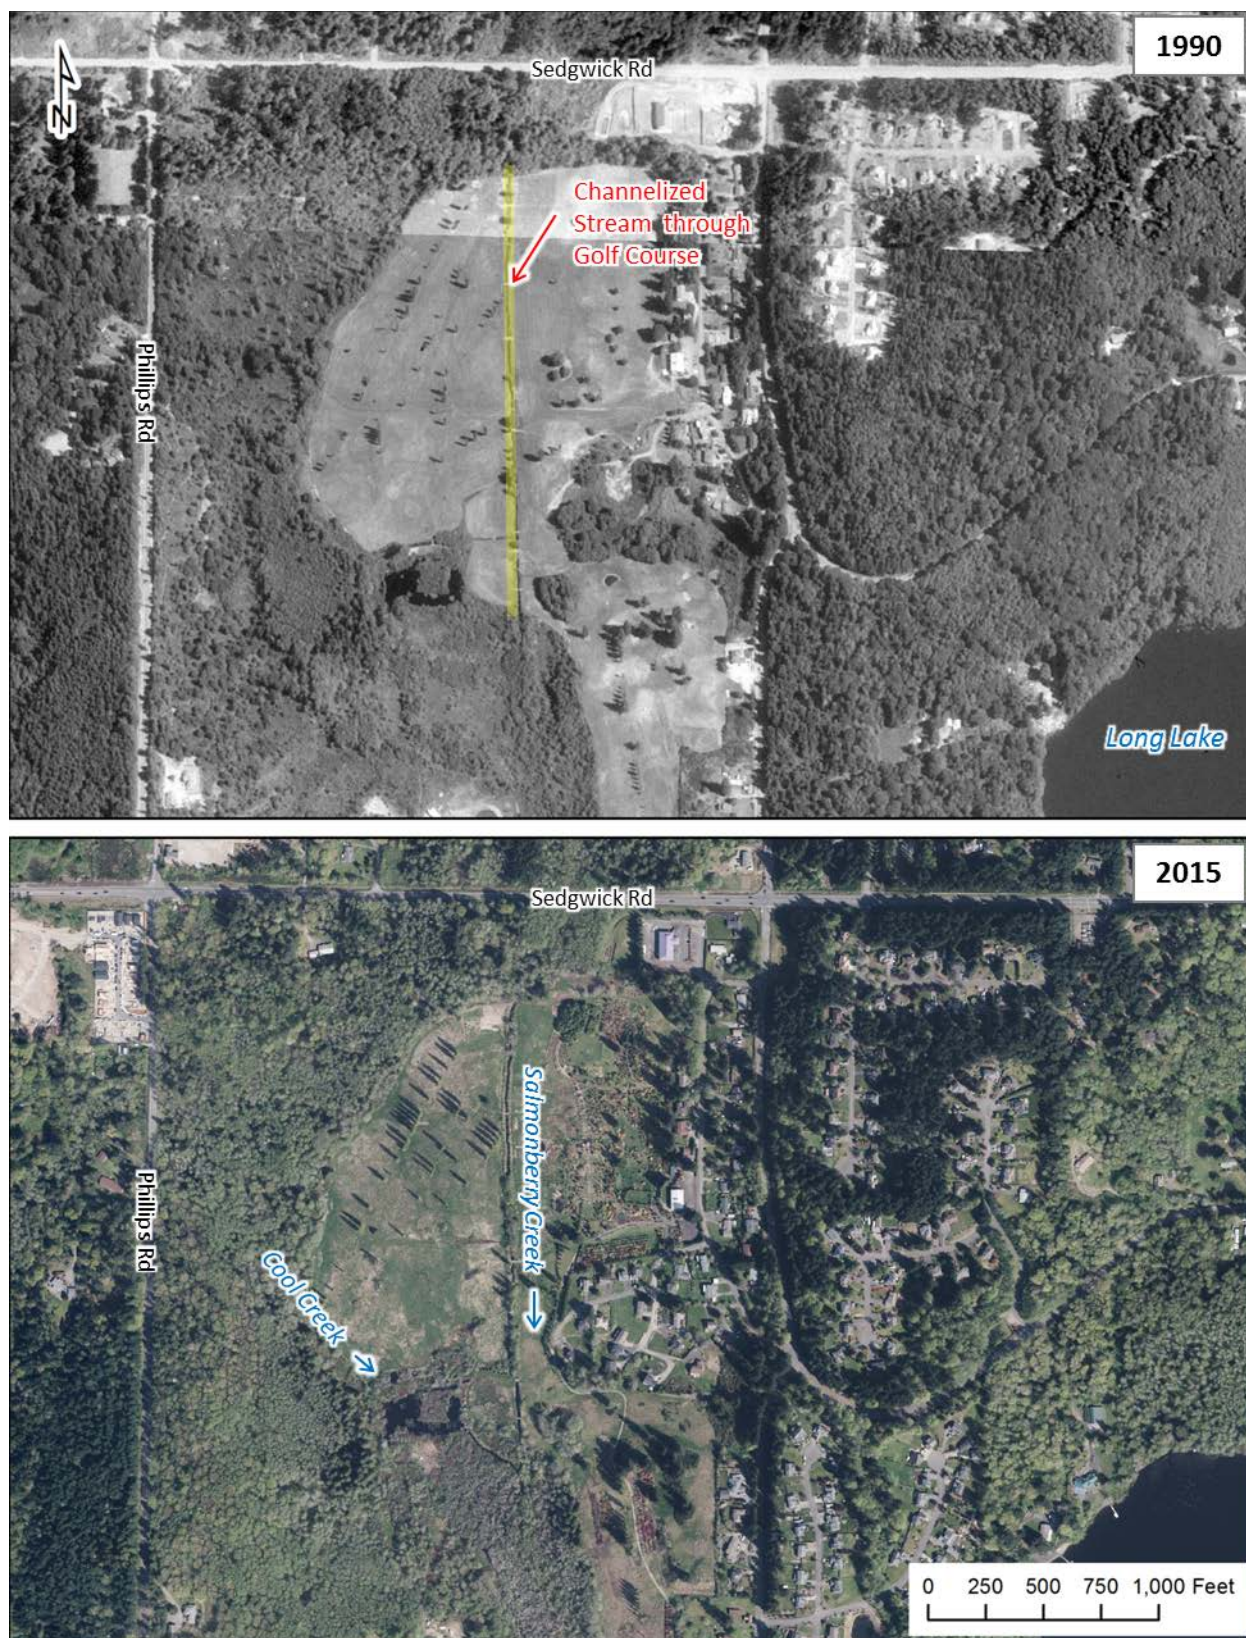 1990
Sedgwick Rd
N
Channelized
Stream through
Golf Course
Phillips Rd
Long Lake
2015
Sedgwick Rd
Salmonberry Creek
Phillips Rd
Cool Creek
0 250 500 750 1,000 Feet